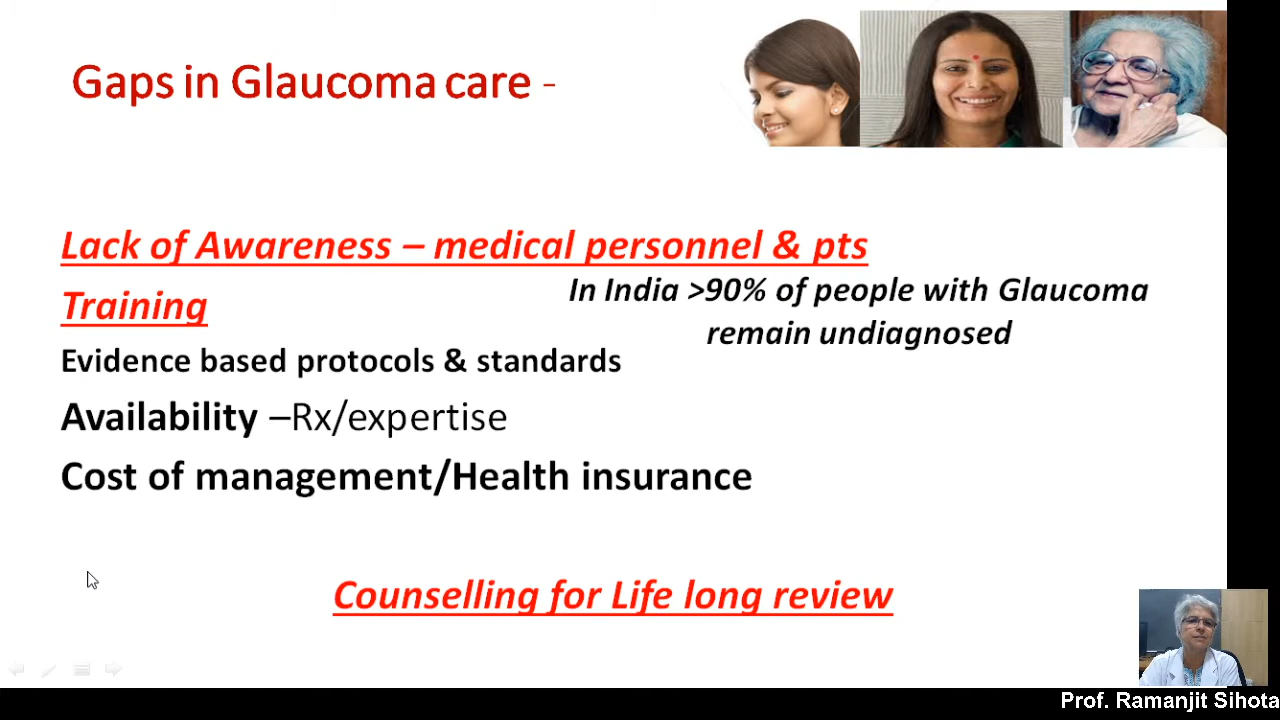 Gaps in Glaucoma care -
Lack of Awareness – medical personnel & pts
Training
In India >90% of people with Glaucoma
remain undiagnosed
Evidence based protocols & standards
Availability –Rx/expertise
Cost of management/Health insurance
Counselling for Life long review
Prof. Ramanjit Sihota